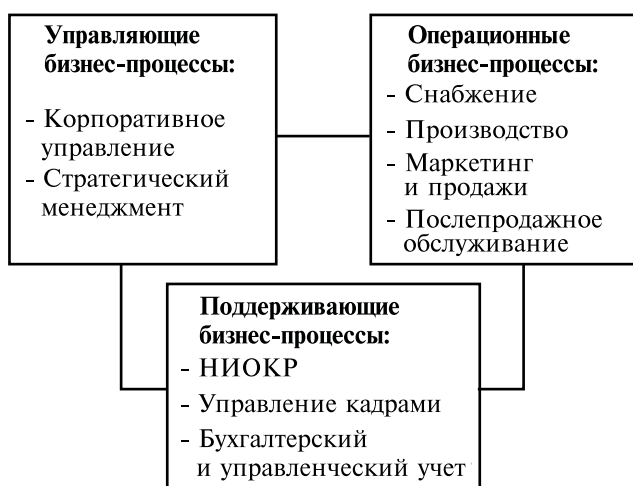 Управляющие
бизнес-процессы:
- Корпоративное
управление
- Стратегический
менеджмент
Операционные
бизнес-процессы:
- Снабжение
- Производство
- Маркетинг
и продажи
- Послепродажное
обслуживание
Поддерживающие
бизнес-процессы:
- НИОКР
- Управление кадрами
- Бухгалтерский
и управленческий учет